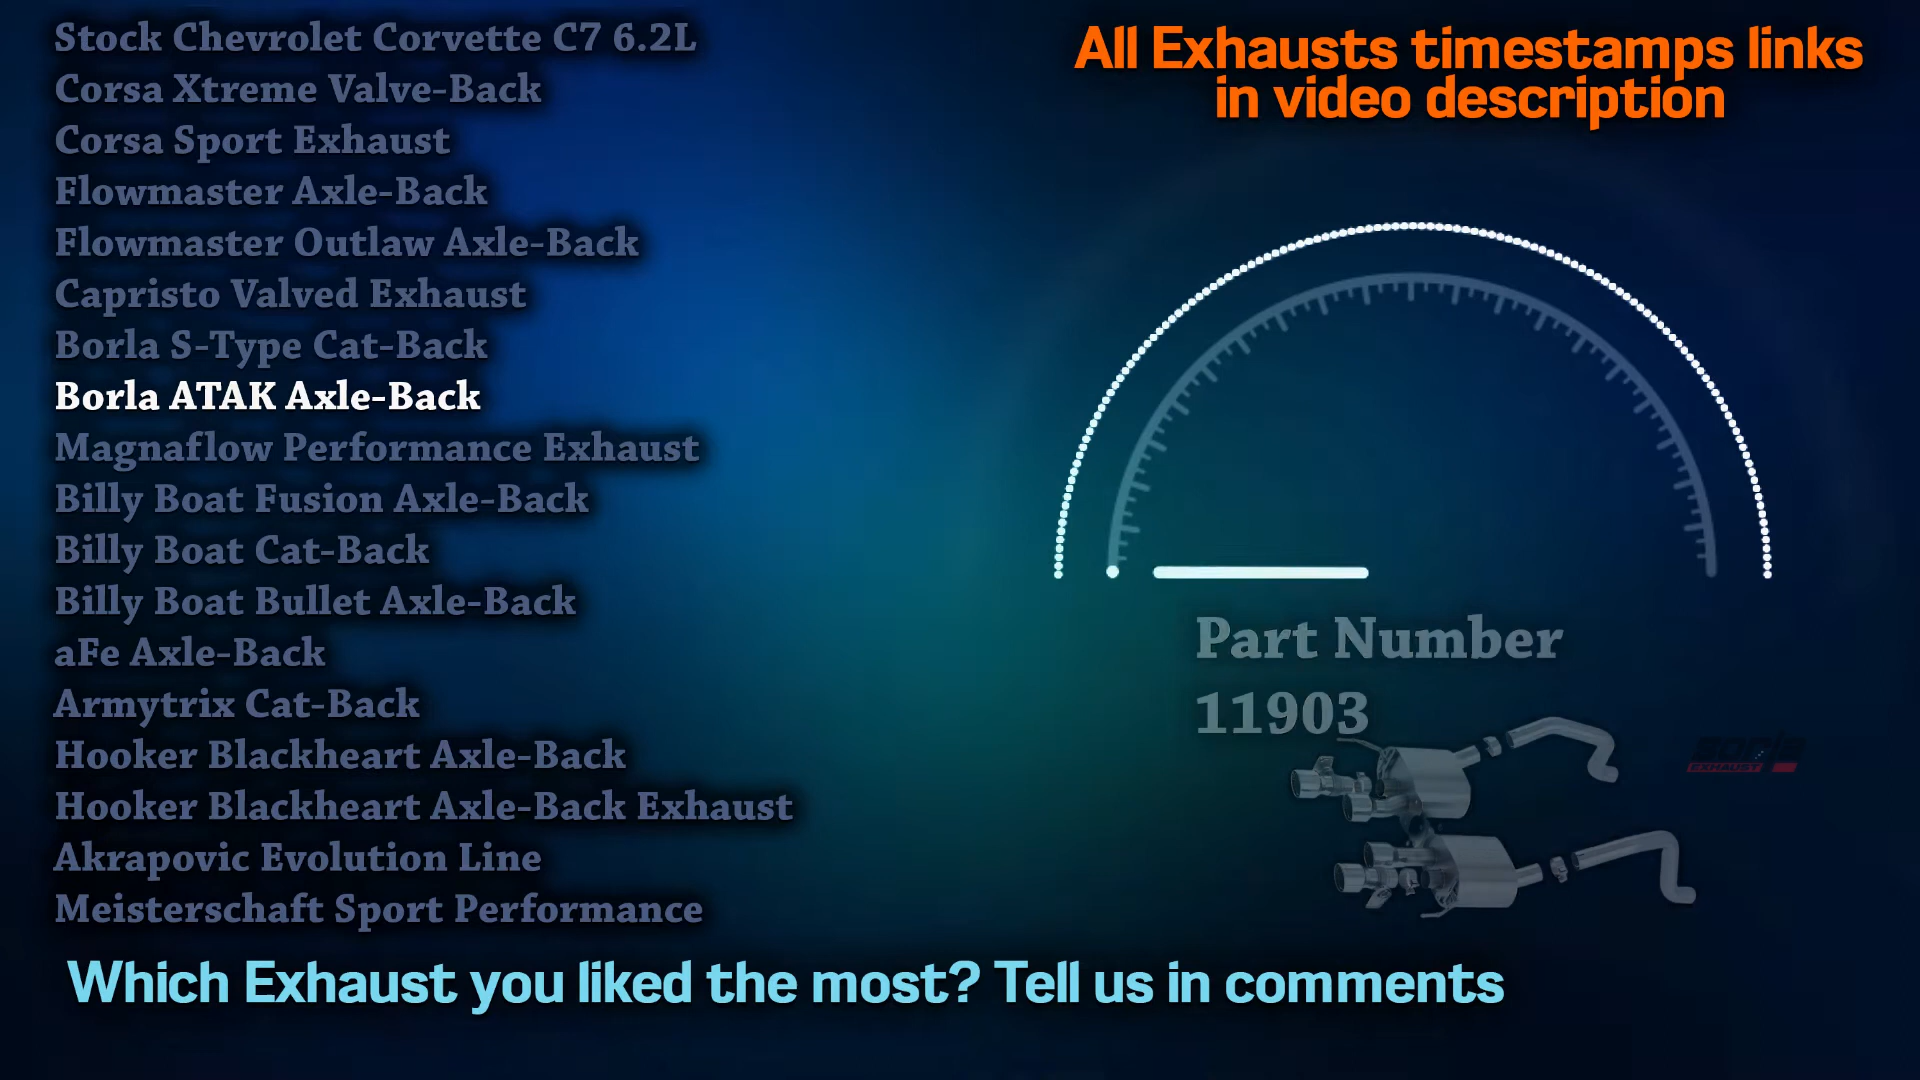 Stock Chevrolet Corvette C7 6.2L
Corsa Xtreme Valve-Back
Corsa Sport Exhaust
Flowmaster Axle-Back
Flowmaster Outlaw Axle-Back
Capristo Valved Exhaust
Borla S-Type Cat-Back
Borla ATAK Axle-Back
Magnaflow Performance Exhaust
Billy Boat Fusion Axle-Back
Billy Boat Cat-Back
Billy Boat Bullet Axle-Back
aFe Axle-Back
Armytrix Cat-Back
Hooker Blackheart Axle-Back
Hooker Blackheart Axle-Back Exhaust
Akrapovic Evolution Line
Meisterschaft Sport Performance
All Exhausts timestamps links
in video description
Part Number
11903
EXHAUST
Which Exhaust you liked the most? Tell us in comments